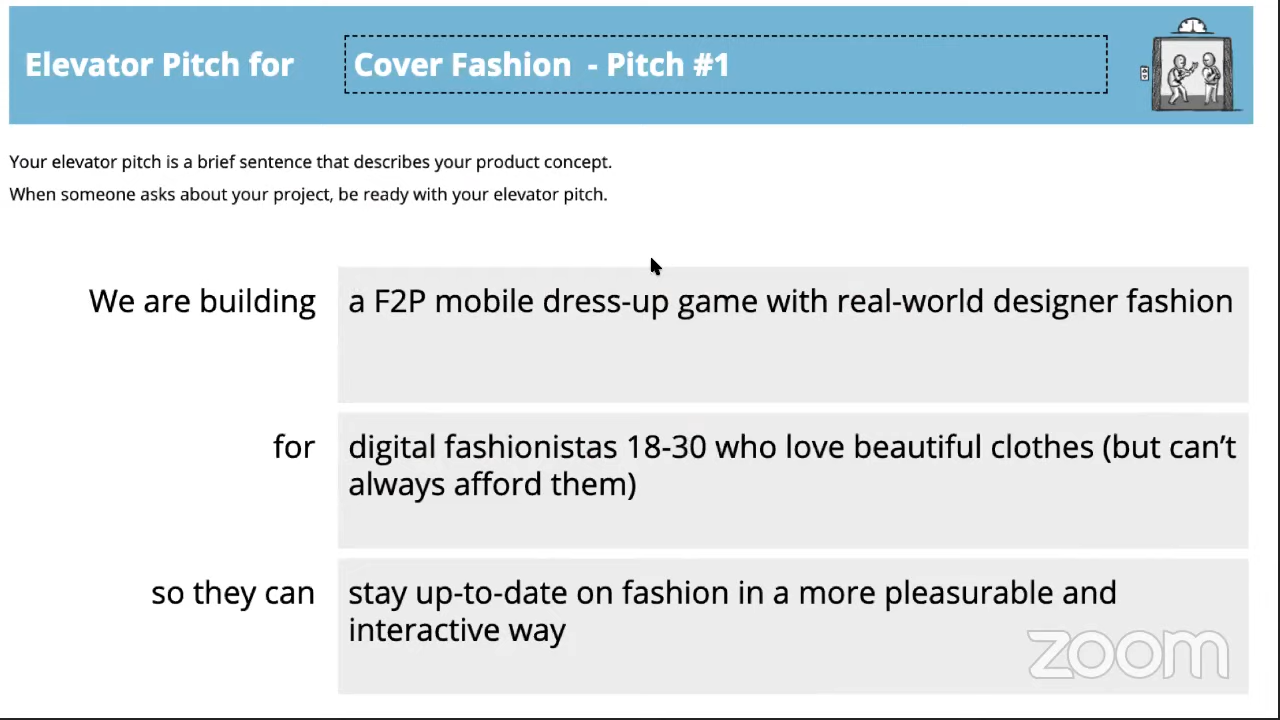 Elevator Pitch for Cover Fashion - Pitch #1
Your elevator pitch is a brief sentence that describes your product concept.
When someone asks about your project, be ready with your elevator pitch.
We are building a F2P mobile dress-up game with real-world designer fashion
for digital fashionistas 18-30 who love beautiful clothes (but can’t
always afford them)
so they can stay up-to-date on fashion in a more pleasurable and
interactive way
zoom